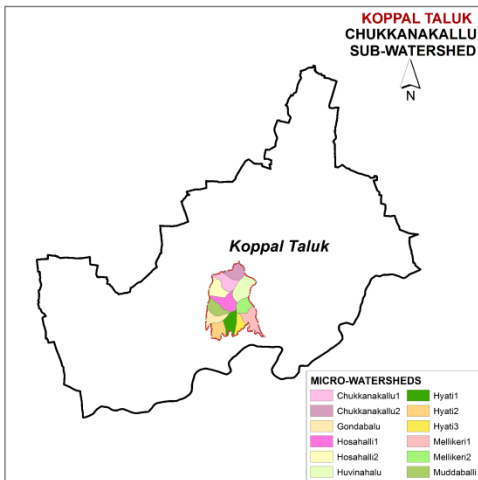 KOPPAL TALUK
CHUKKANAKALLU
SUB-WATERSHED
N
Koppal Taluk
MICRO-WATERSHEDS
Chukkanakallu1
Hyati1
Chukkanakallu2
Hyati2
Gondabalu
Hyati3
Hosahalli1
Mellikeri1
Hosahalli2
Mellikeri2
Huvinahalu
Muddaballi